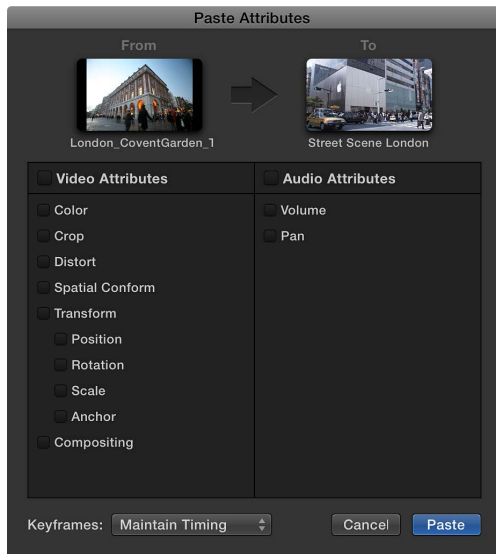 Paste Attributes
From
To
London_CoventGarden_1
Street Scene London
Video Attributes
Audio Attributes
Color
Volume
Crop
Pan
Distort
Spatial Conform
Transform
Position
Rotation
Scale
Anchor
Compositing
Keyframes: Maintain Timing
Cancel
Paste